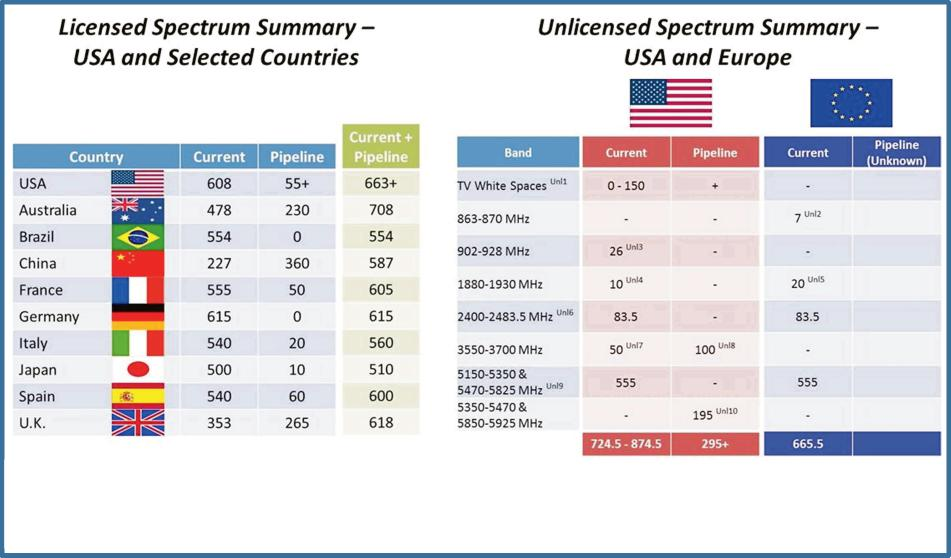 Licensed Spectrum Summary –
USA and Selected Countries
Country Current Pipeline Current + Pipeline
USA 608 55+ 663+
Australia 478 230 708
Brazil 554 0 554
China 227 360 587
France 555 50 605
Germany 615 0 615
Italy 540 20 560
Japan 500 10 510
Spain 540 60 600
U.K. 353 265 618
Unlicensed Spectrum Summary –
USA and Europe
Band Current Pipeline Current Pipeline (Unknown)
TV White Spaces Unl1 0 - 150 + -
863-870 MHz - - 7 Unl2
902-928 MHz 26 Unl3 - -
1880-1930 MHz 10 Unl4 - 20 Unl5
2400-2483.5 MHz Unl6 83.5 - 83.5
3550-3700 MHz 50 Unl7 100 Unl8 -
5150-5350 &
5470-5825 MHz Unl9 555 - 555
5350-5470 &
5850-5925 MHz - 195 Unl10 -
724.5 - 874.5 295+ 665.5